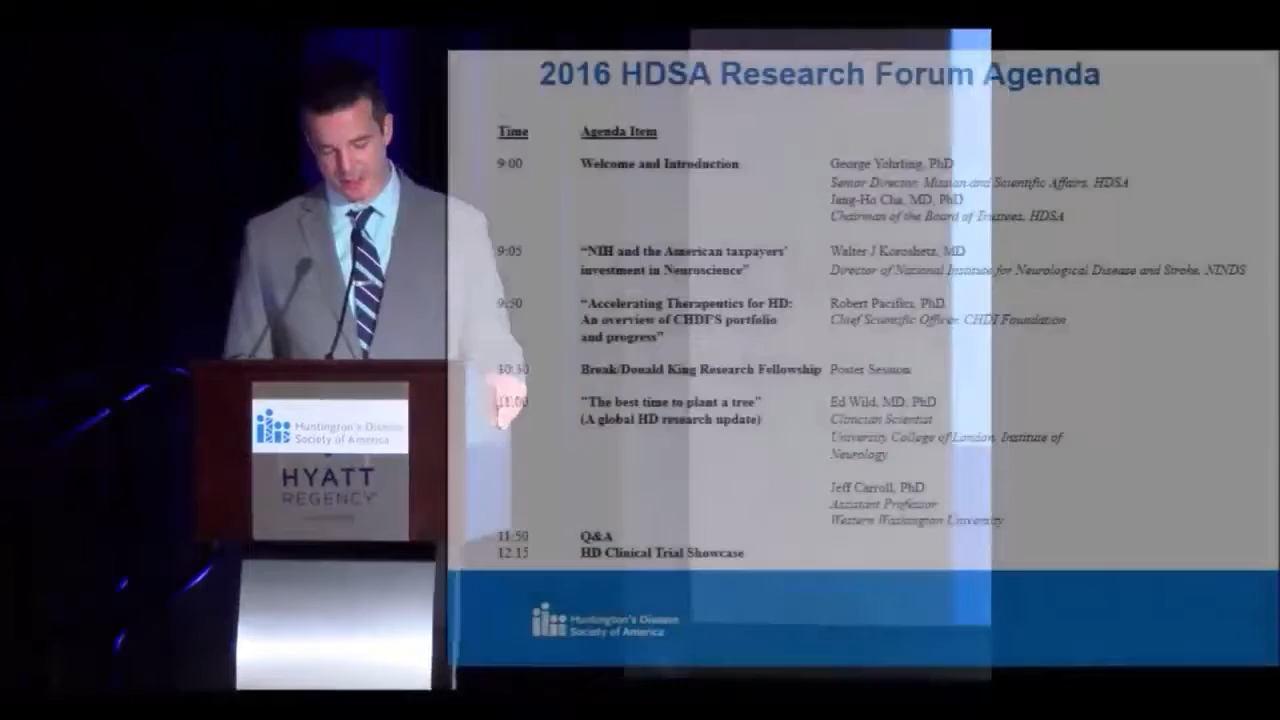 2016 HDSA Research Forum Agenda
Time Agenda Item
9:00 Welcome and Introduction George Yohrling, PhD
Senior Director, Mission and Scientific Affairs, HDSA
Jang-Ho Cha, MD, PhD
Chairman of the Board of Trustees, HDSA
9:05 “NIH and the American taxpayers’ Walter J Koroshetz, MD
investment in Neuroscience” Director of National Institute for Neurological Disease and Stroke, NINDS
9:50 “Accelerating Therapeutics for HD: Robert Pacifici, PhD
An overview of CHDI'S portfolio Chief Scientific Officer, CHDI Foundation
and progress”
10:30 Break/Donald King Research Fellowship Poster Session
11:00 "The best time to plant a tree” Ed Wild, MD, PhD
(A global HD research update) Clinician Scientist
University College of London, Institute of
Neurology
Jeff Carroll, PhD
Assistant Professor
Western Washington University
11:50 Q&A
12:15 HD Clinical Trial Showcase
Huntington's Disease
Society of America
Huntington's Disease
Society of America
HYATT
REGENCY